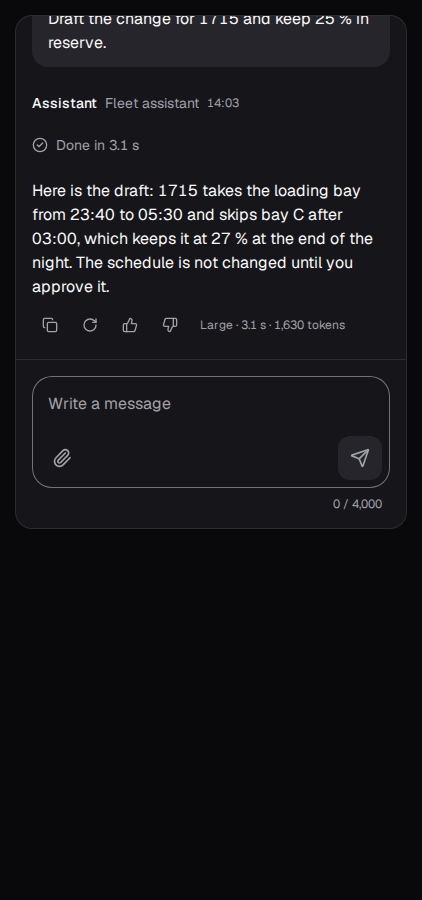 Draft the change for 1715 and keep 25 % in
reserve.
Assistant Fleet assistant 14:03
Done in 3.1 s
Here is the draft: 1715 takes the loading bay
from 23:40 to 05:30 and skips bay C after
03:00, which keeps it at 27 % at the end of the
night. The schedule is not changed until you
approve it.
Large · 3.1 s · 1,630 tokens
Write a message
0 / 4,000